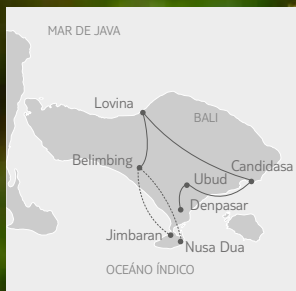 MAR DE JAVA
Lovina
BALI
Belimbing
Candidasa
Ubud
Denpasar
Jimbaran
Nusa Dua
OCEÁNO ÍNDICO